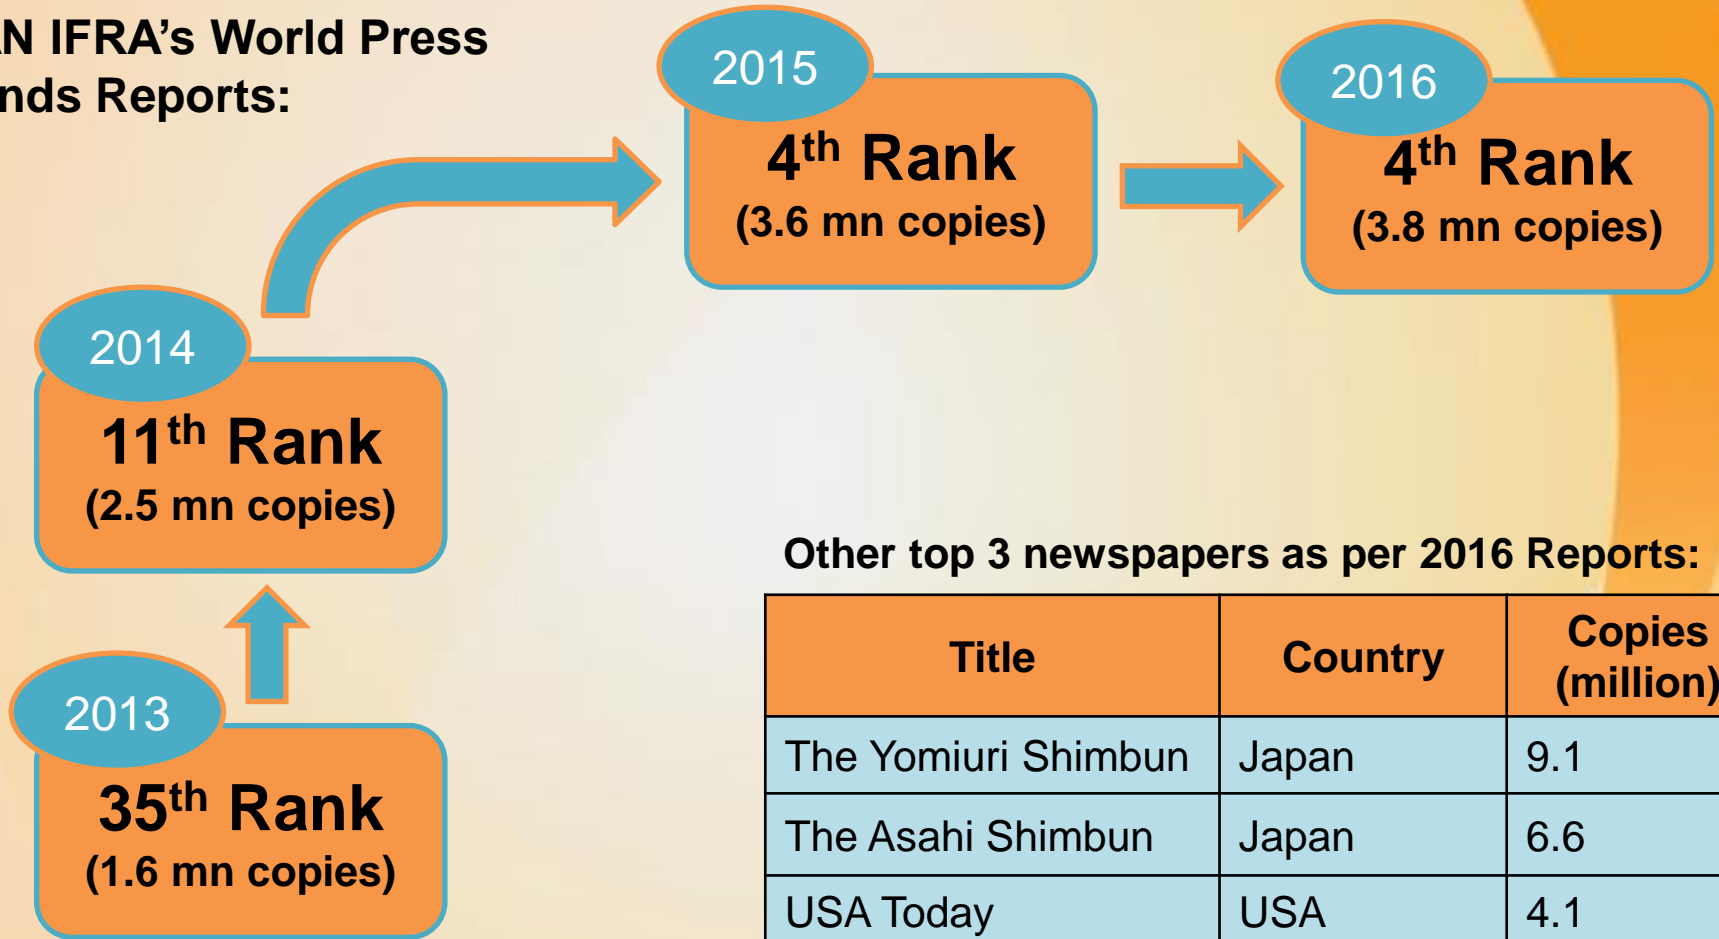 IFRA’s World Press
Reports:
2015
4th Rank
(3.6 mn copies)
2016
4th Rank
(3.8 mn copies)
2014
11th Rank
(2.5 mn copies)
2013
35th Rank
(1.6 mn copies)
Other top 3 newspapers as per 2016 Reports:
Title Country Copies
(million)
The Yomiuri Shimbun Japan 9.1
The Asahi Shimbun Japan 6.6
USA Today USA 4.1